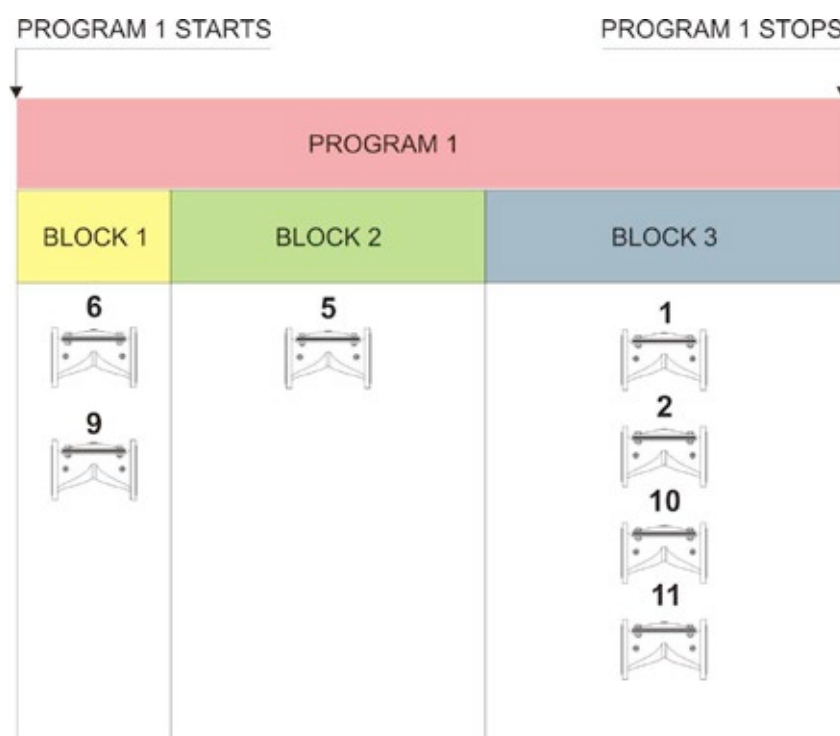 PROGRAM 1 STARTS
PROGRAM 1 STOPS
PROGRAM 1
BLOCK 1
BLOCK 2
BLOCK 3
6
5
1
9
2
10
11